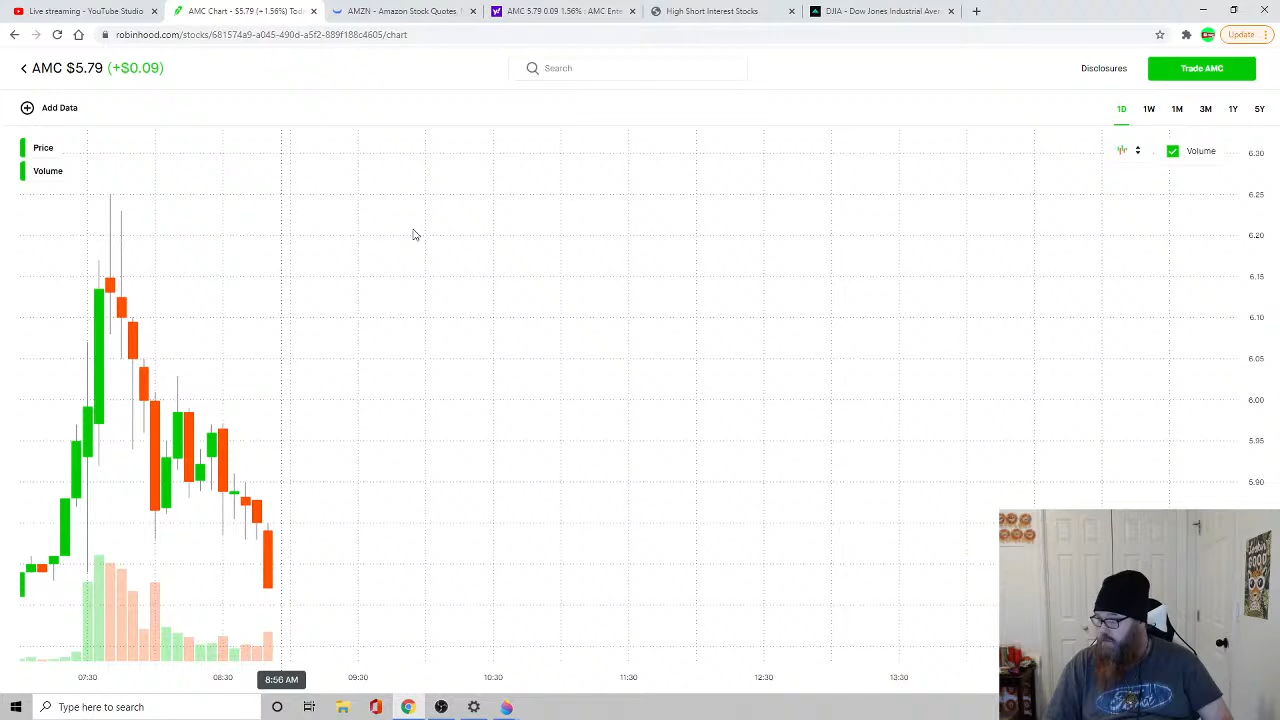 Live streaming - YouTube Studio
AMC Chart - $5.79 (+1.56%) Toda
AMZN - Amazon Stock Quotes,
AMC 5.79 0.09 1.56% : AMC Ente
High Short Interest Stocks
DJIA - Dow Jones Industrial Aver
robinhood.com/stocks/681574a9-a045-490d-a5f2-889f188c4605/chart
Update
AMC $5.79 (+$0.09)
Search
Disclosures
Trade AMC
Add Data
1D 1W 1M 3M 1Y 5Y
Price
Volume
Volume
6.30
6.25
6.20
6.15
6.10
6.05
6.00
5.95
5.90
07:30 08:30 09:30 10:30 11:30 12:30 13:30
8:56 AM
Type here to search